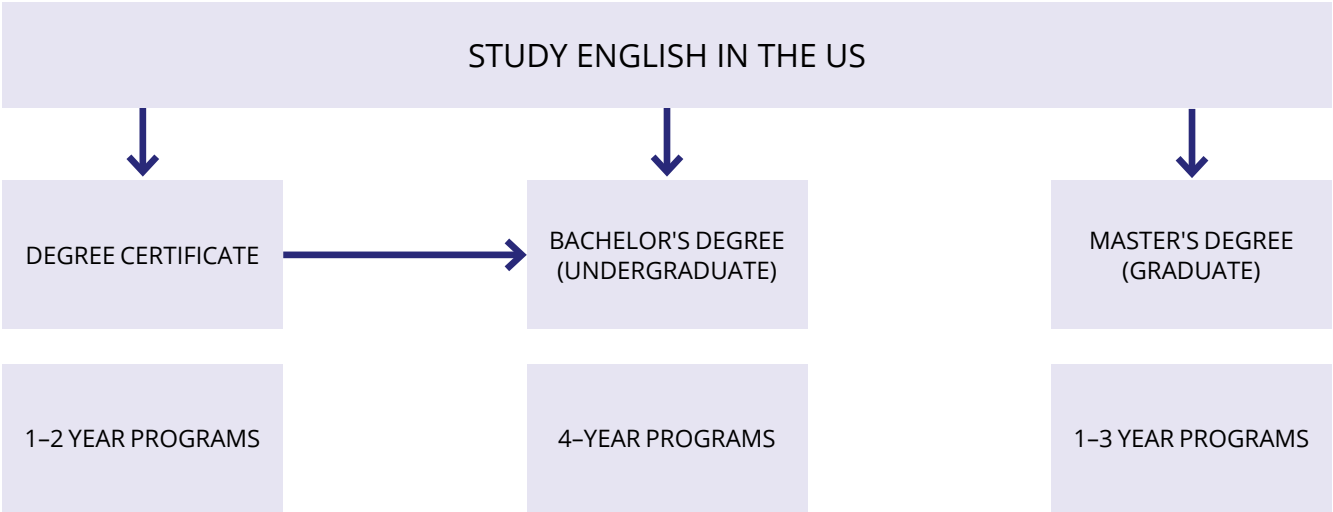 STUDY ENGLISH IN THE US
DEGREE CERTIFICATE
BACHELOR'S DEGREE
(UNDERGRADUATE)
MASTER'S DEGREE
(GRADUATE)
1–2 YEAR PROGRAMS
4–YEAR PROGRAMS
1–3 YEAR PROGRAMS